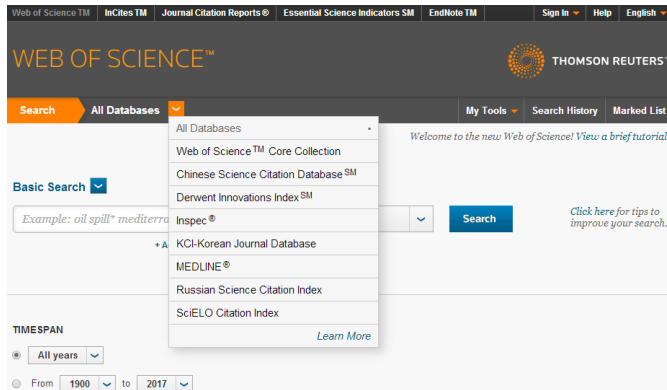 Web of Science TM InCites TM Journal Citation Reports ® Essential Science Indicators SM EndNote TM Sign In Help English
WEB OF SCIENCE™
THOMSON REUTERS
Search All Databases My Tools Search History Marked List
All Databases
Welcome to the new Web of Science! View a brief tutorial
Web of Science™ Core Collection
Chinese Science Citation Database SM
Basic Search
Derwent Innovations Index SM
Example: oil spill*
Inspec ®
Search
Click here for tips to
improve your search.
KCI-Korean Journal Database
MEDLINE ®
Russian Science Citation Index
SciELO Citation Index
Learn More
TIMESPAN
All years
From 1900 to 2017